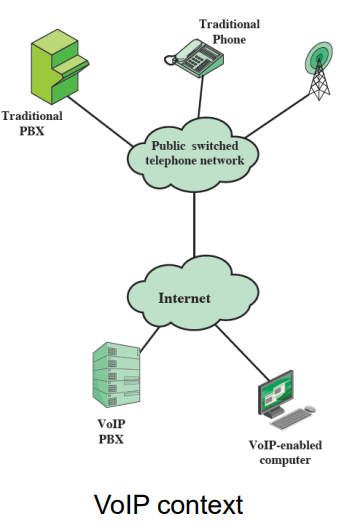 Traditional
Phone
Traditional
PBX
Public switched
telephone network
Internet
VoIP
PBX
VoIP-enabled
computer
VoIP context